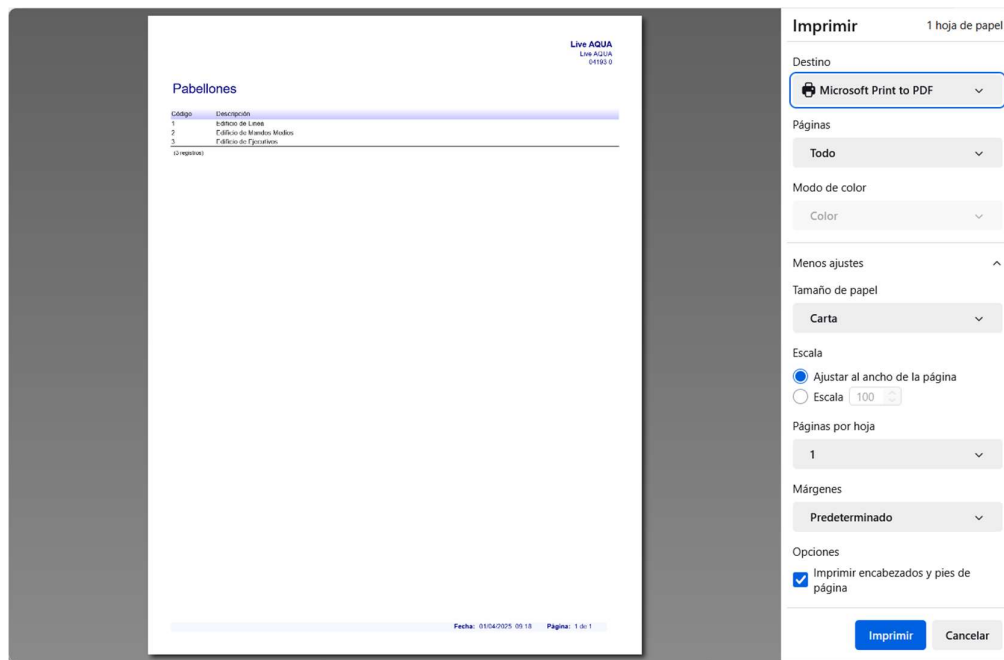 Live AQUA
Live AQUA
04193 0
Pabellones
Código Descripción
1 Edificio de Linea
2 Edificio de Mandos Medios
3 Edificio de Ejecutivos
(3 registros)
Fecha: 01/04/2025 09:18 Página: 1 de 1
Imprimir 1 hoja de papel
Destino
Microsoft Print to PDF
Páginas
Todo
Modo de color
Color
Menos ajustes
Tamaño de papel
Carta
Escala
Ajustar al ancho de la página
Escala 100
Páginas por hoja
1
Márgenes
Predeterminado
Opciones
Imprimir encabezados y pies de
página
Imprimir Cancelar